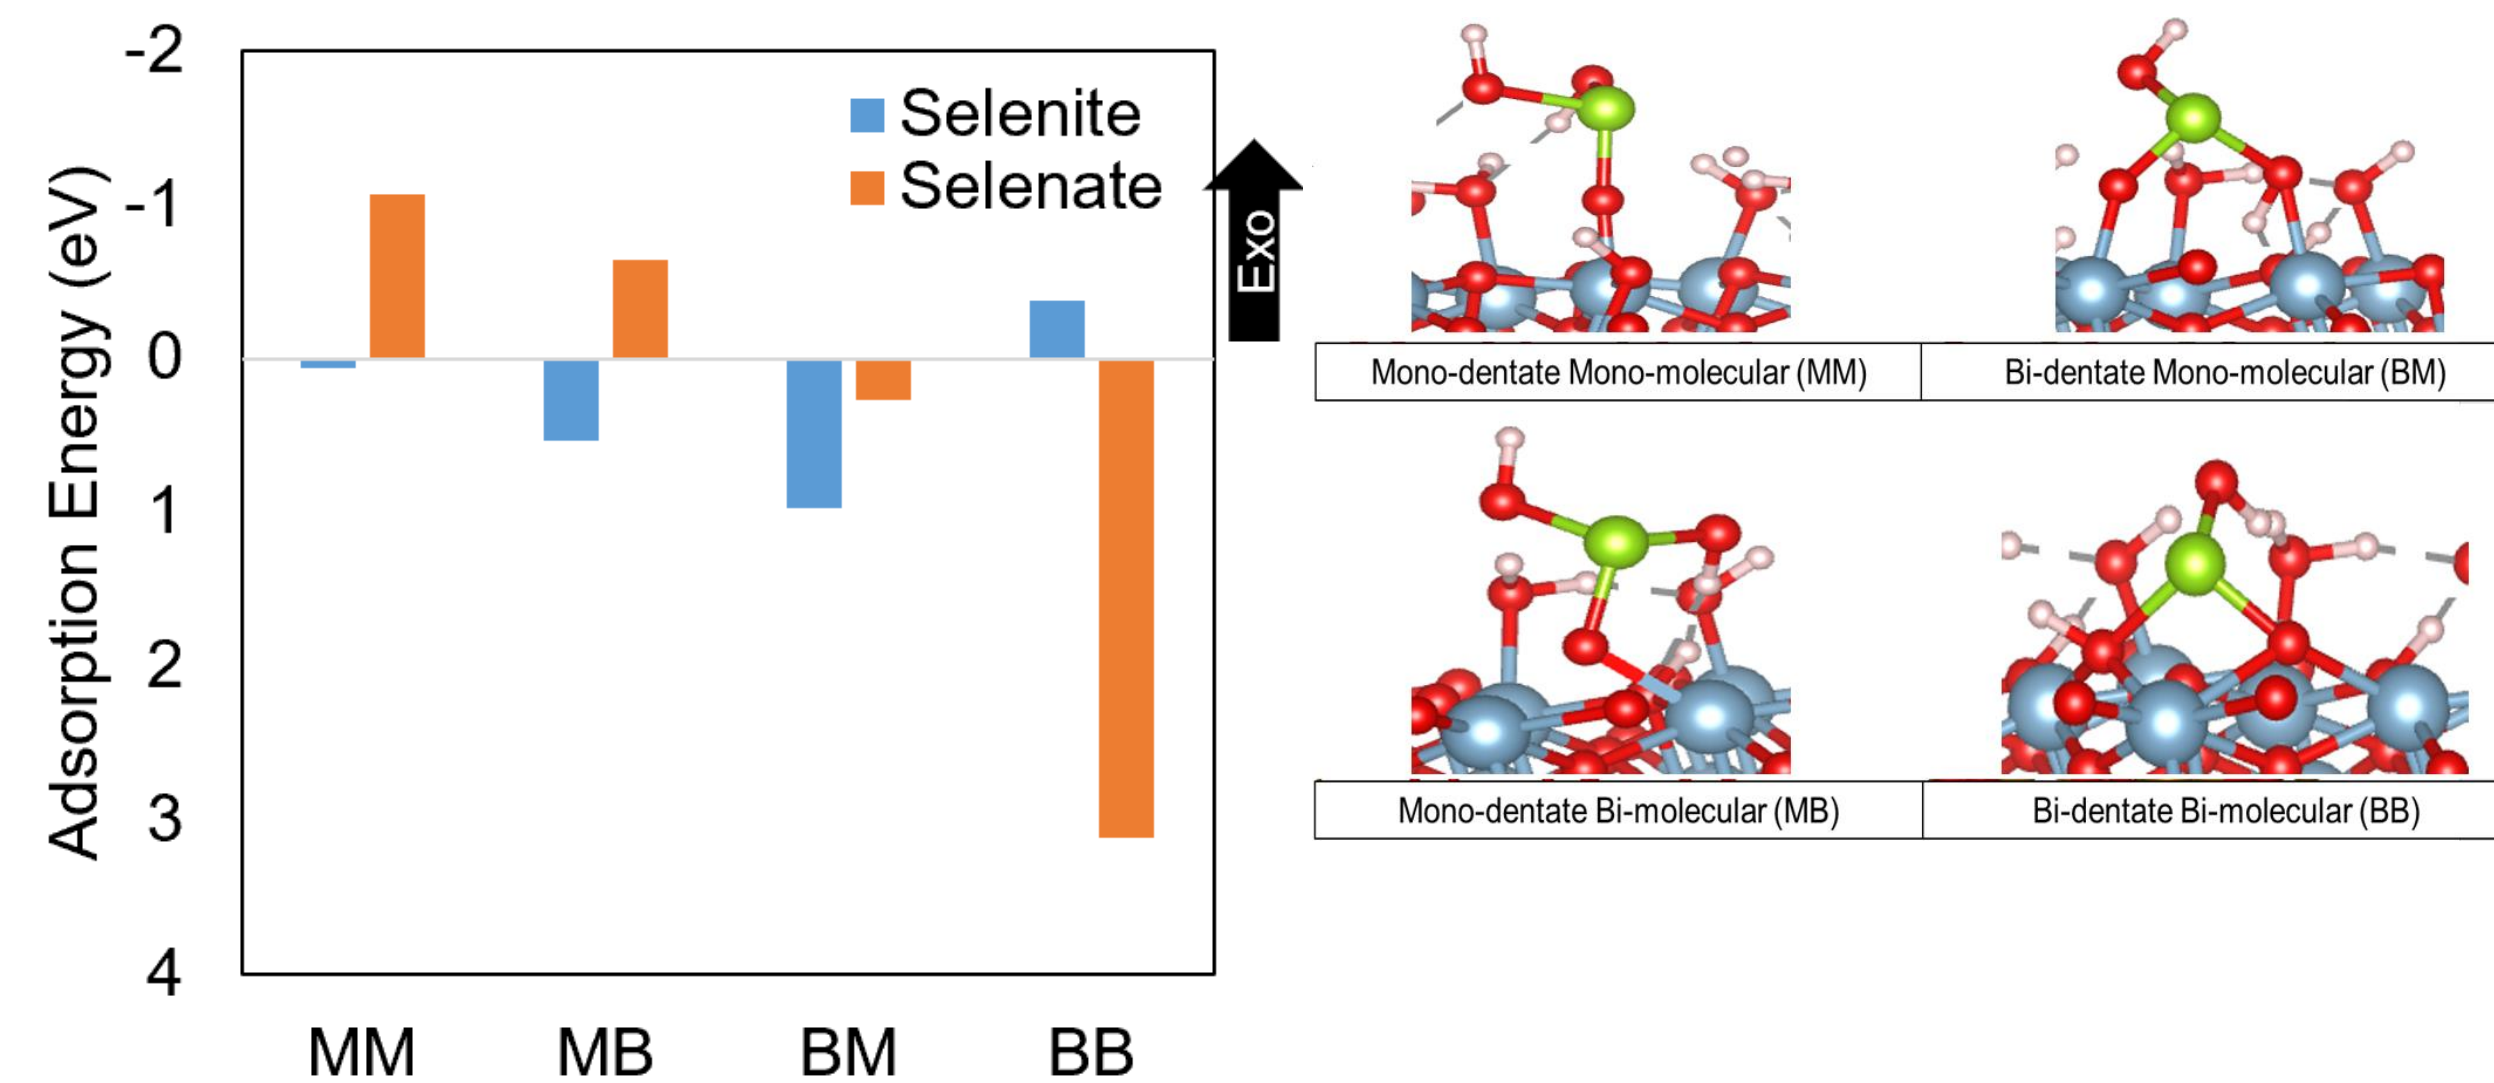 Adsorption Energy (eV)
-2
-1
0
1
2
3
4
Selenite
Selenate
MM MB BM BB
Exo
Mono-dentate Mono-molecular (MM)
Bi-dentate Mono-molecular (BM)
Mono-dentate Bi-molecular (MB)
Bi-dentate Bi-molecular (BB)